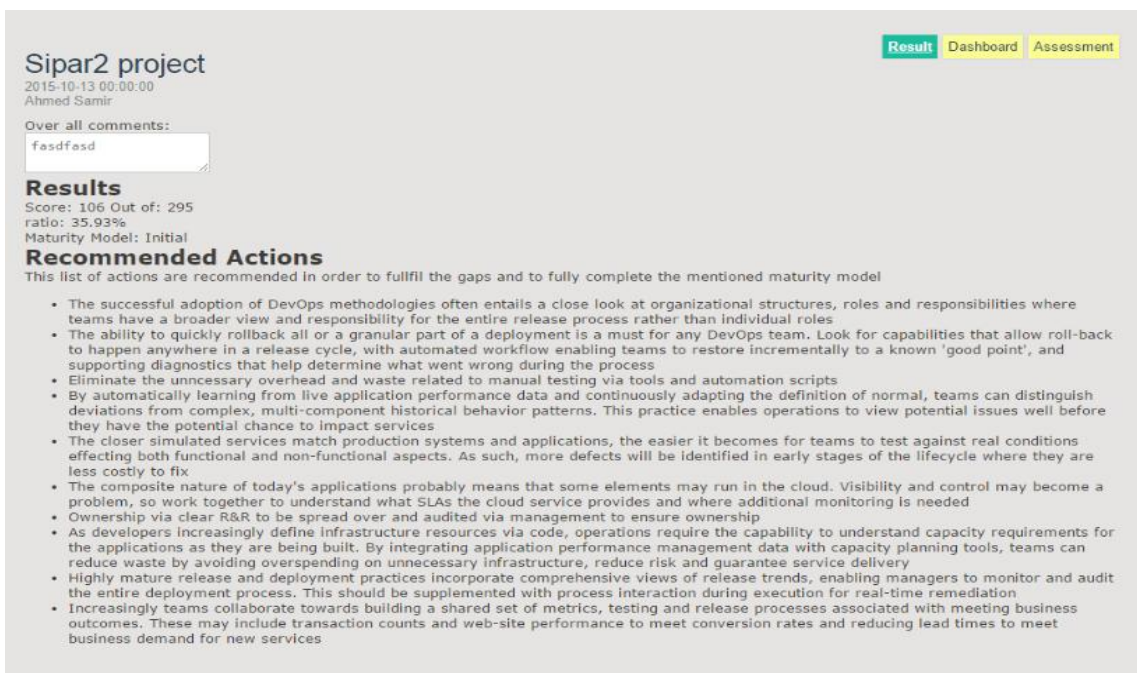 Result Dashboard Assessment
Sipar2 project
2015-10-13 00:00:00
Ahmed Samir
Over all comments:
fasdfasd
Results
Score: 106 Out of: 295
ratio: 35.93%
Maturity Model: Initial
Recommended Actions
This list of actions are recommended in order to fullfil the gaps and to fully complete the mentioned maturity model
• The successful adoption of DevOps methodologies often entails a close look at organizational structures, roles and responsibilities where
teams have a broader view and responsibility for the entire release process rather than individual roles
• The ability to quickly rollback all or a granular part of a deployment is a must for any DevOps team. Look for capabilities that allow roll-back
to happen anywhere in a release cycle, with automated workflow enabling teams to restore incrementally to a known 'good point', and
supporting diagnostics that help determine what went wrong during the process
• Eliminate the unncessary overhead and waste related to manual testing via tools and automation scripts
• By automatically learning from live application performance data and continuously adapting the definition of normal, teams can distinguish
deviations from complex, multi-component historical behavior patterns. This practice enables operations to view potential issues well before
they have the potential chance to impact services
• The closer simulated services match production systems and applications, the easier it becomes for teams to test against real conditions
effecting both functional and non-functional aspects. As such, more defects will be identified in early stages of the lifecycle where they are
less costly to fix
• The composite nature of today's applications probably means that some elements may run in the cloud. Visibility and control may become a
problem, so work together to understand what SLAs the cloud service provides and where additional monitoring is needed
• Ownership via clear R&R to be spread over and audited via management to ensure ownership
• As developers increasingly define infrastructure resources via code, operations require the capability to understand capacity requirements for
the applications as they are being built. By integrating application performance management data with capacity planning tools, teams can
reduce waste by avoiding overspending on unnecessary infrastructure, reduce risk and guarantee service delivery
• Highly mature release and deployment practices incorporate comprehensive views of release trends, enabling managers to monitor and audit
the entire deployment process. This should be supplemented with process interaction during execution for real-time remediation
• Increasingly teams collaborate towards building a shared set of metrics, testing and release processes associated with meeting business
outcomes. These may include transaction counts and web-site performance to meet conversion rates and reducing lead times to meet
business demand for new services